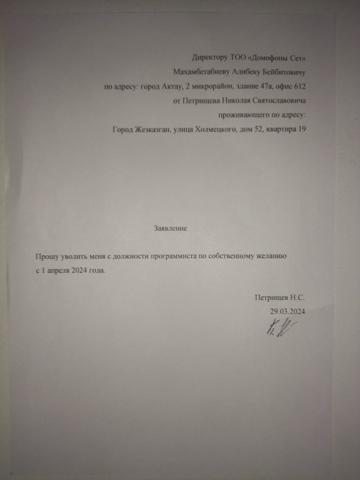 Директору ТОО «Домофоны Сет»
Махамбетабиеву Алибеку Бейбитовичу
по адресу: город Актау, 2 микрорайон, здание 47а, офис 612
от Петрищева Николая Святославовича
проживающего по адресу:
Город Жезказган, улица Холмецкого, дом 52, квартира 19
Заявление
Прошу уволить меня с должности программиста по собственному желанию
с 1 апреля 2024 года.
Петрищев Н.С.
29.03.2024